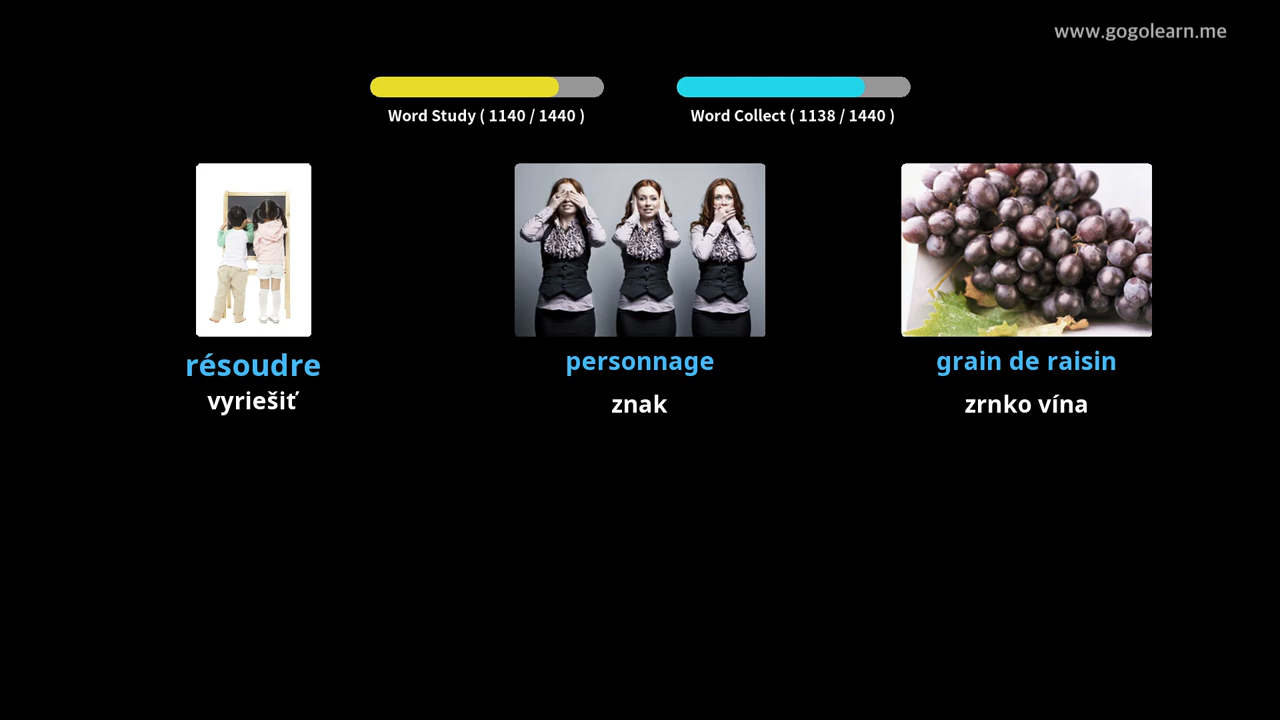 www.gogolearn.me
Word Study ( 1140 / 1440 )
Word Collect ( 1138 / 1440 )
résoudre
vyriešiť
personnage
znak
grain de raisin
zrnko vína